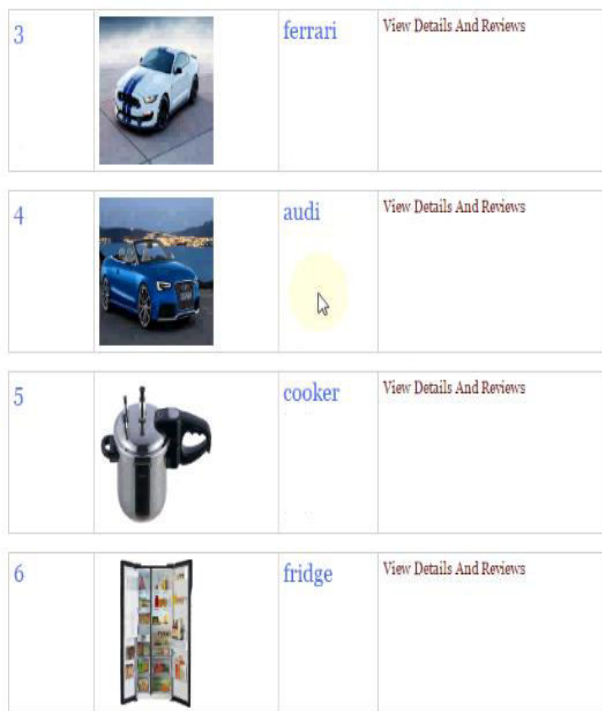 3 ferrari View Details And Reviews
4 audi View Details And Reviews
5 cooker View Details And Reviews
6 fridge View Details And Reviews